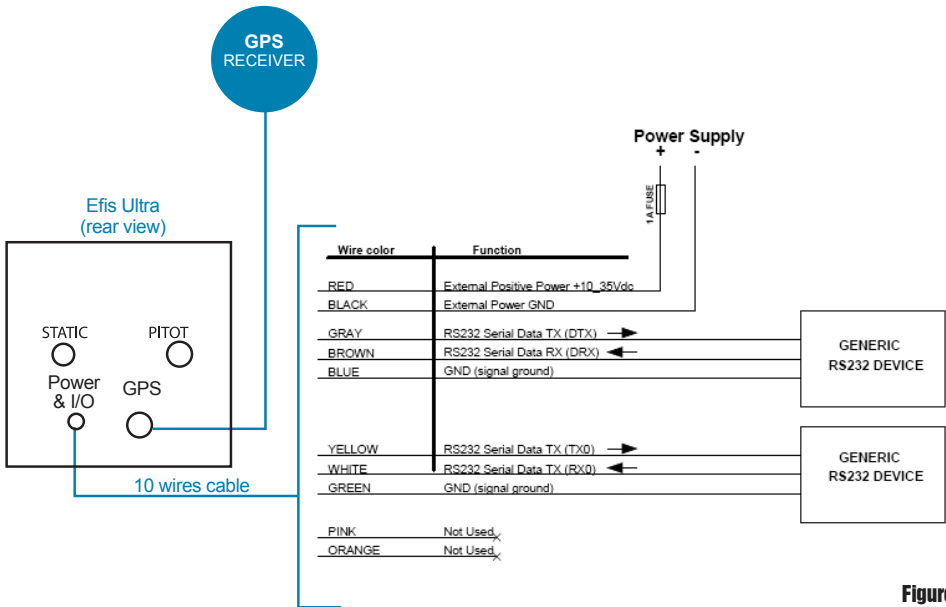 GPS
RECEIVER
Power Supply
+ -
1A FUSE
Efis Ultra
(rear view)
Wire color Function
RED External Positive Power +10_35Vdc
BLACK External Power GND
STATIC PITOT
GRAY RS232 Serial Data TX (DTX)
BROWN RS232 Serial Data RX (DRX)
BLUE GND (signal ground)
GENERIC
RS232 DEVICE
Power
& I/O
GPS
YELLOW RS232 Serial Data TX (TX0)
WHITE RS232 Serial Data TX (RX0)
GREEN GND (signal ground)
GENERIC
RS232 DEVICE
10 wires cable
PINK Not Used
ORANGE Not Used
Figur